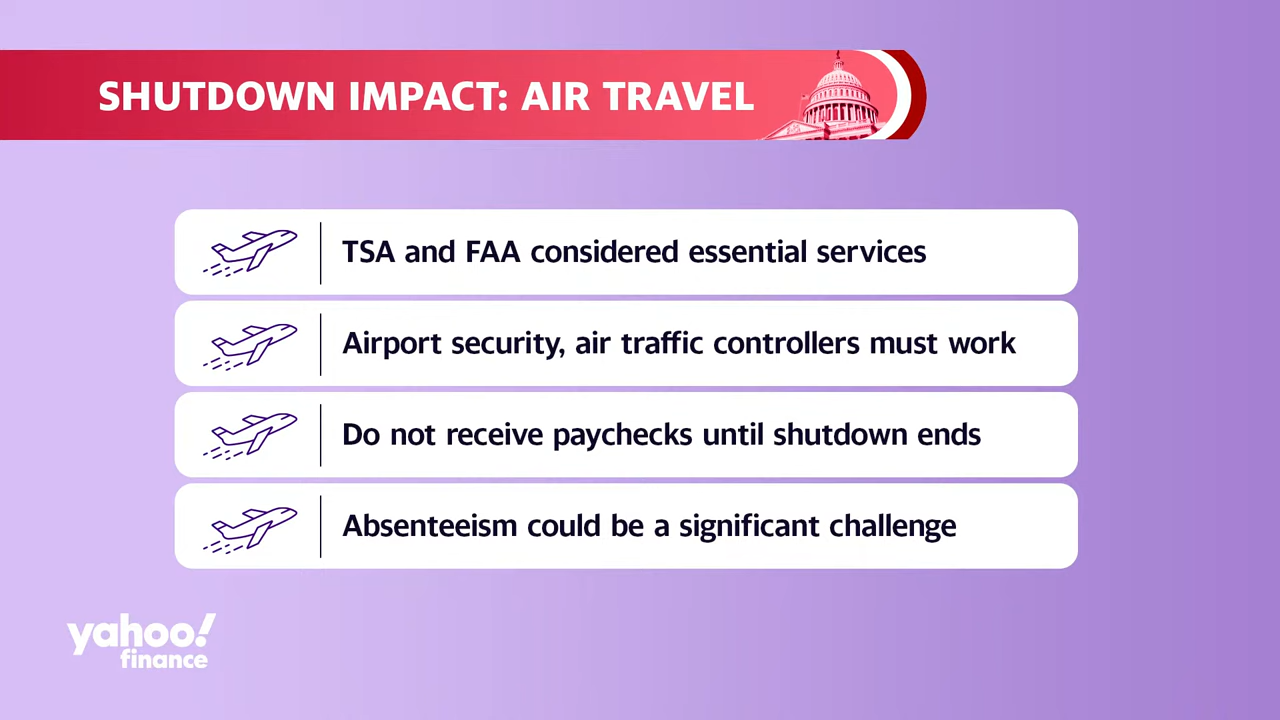 SHUTDOWN IMPACT: AIR TRAVEL
TSA and FAA considered essential services
Airport security, air traffic controllers must work
Do not receive paychecks until shutdown ends
Absenteeism could be a significant challenge
yahoo!
finance